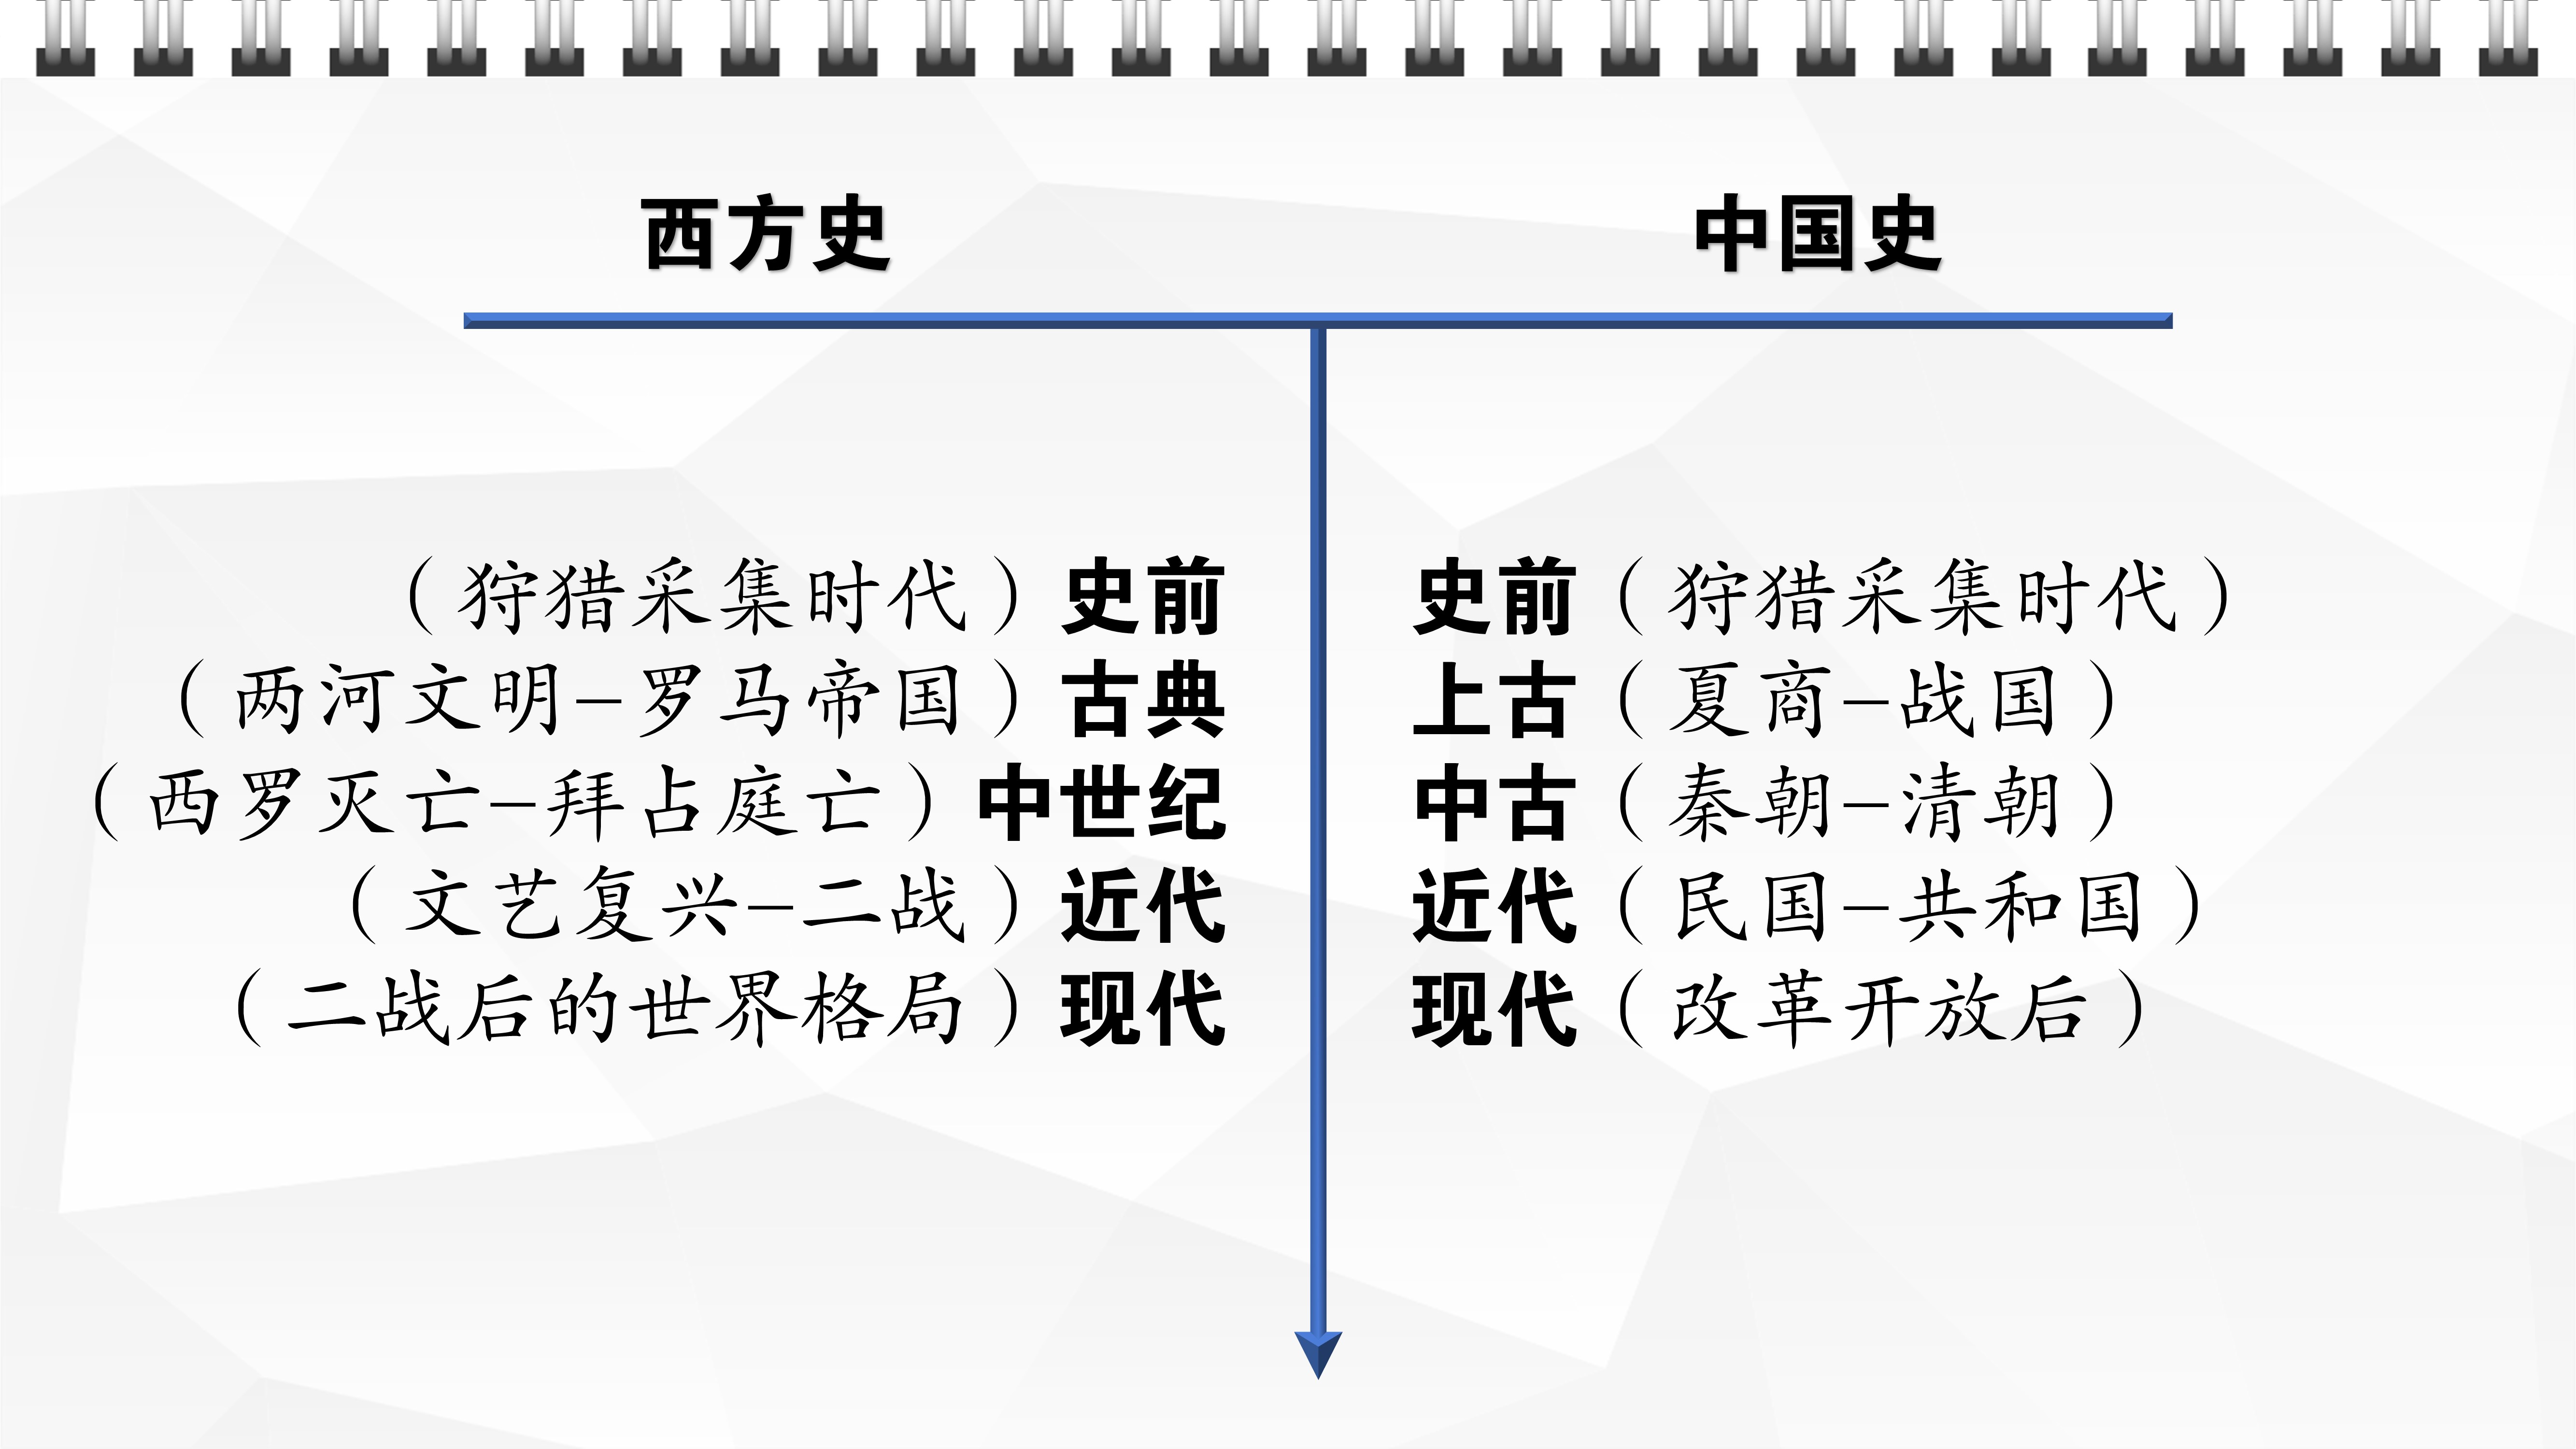 西方史
中国史
（狩猎采集时代）史前
（两河文明–罗马帝国）古典
（西罗灭亡–拜占庭亡）中世纪
（文艺复兴–二战）近代
（二战后的世界格局）现代
史前（狩猎采集时代）
上古（夏商–战国）
中古（秦朝–清朝）
近代（民国–共和国）
现代（改革开放后）